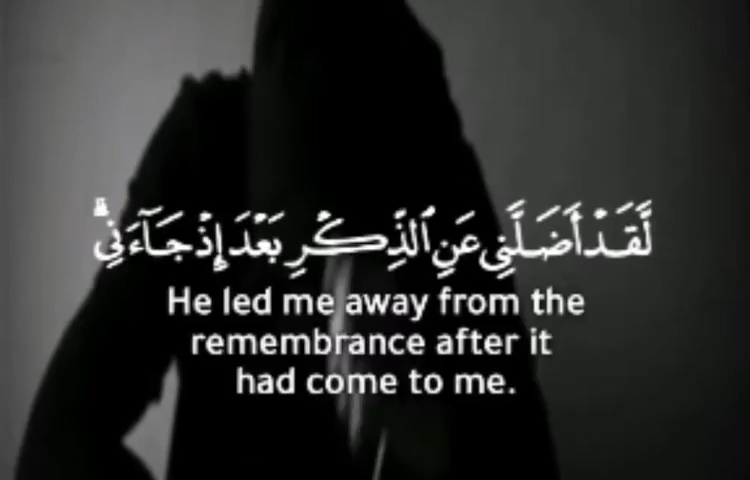 لَّقَدْ أَضَلَّنِى عَنِ ٱلذِّكْرِ بَعْدَ إِذْ جَآءَنِى ۗ
He led me away from the
remembrance after it
had come to me.